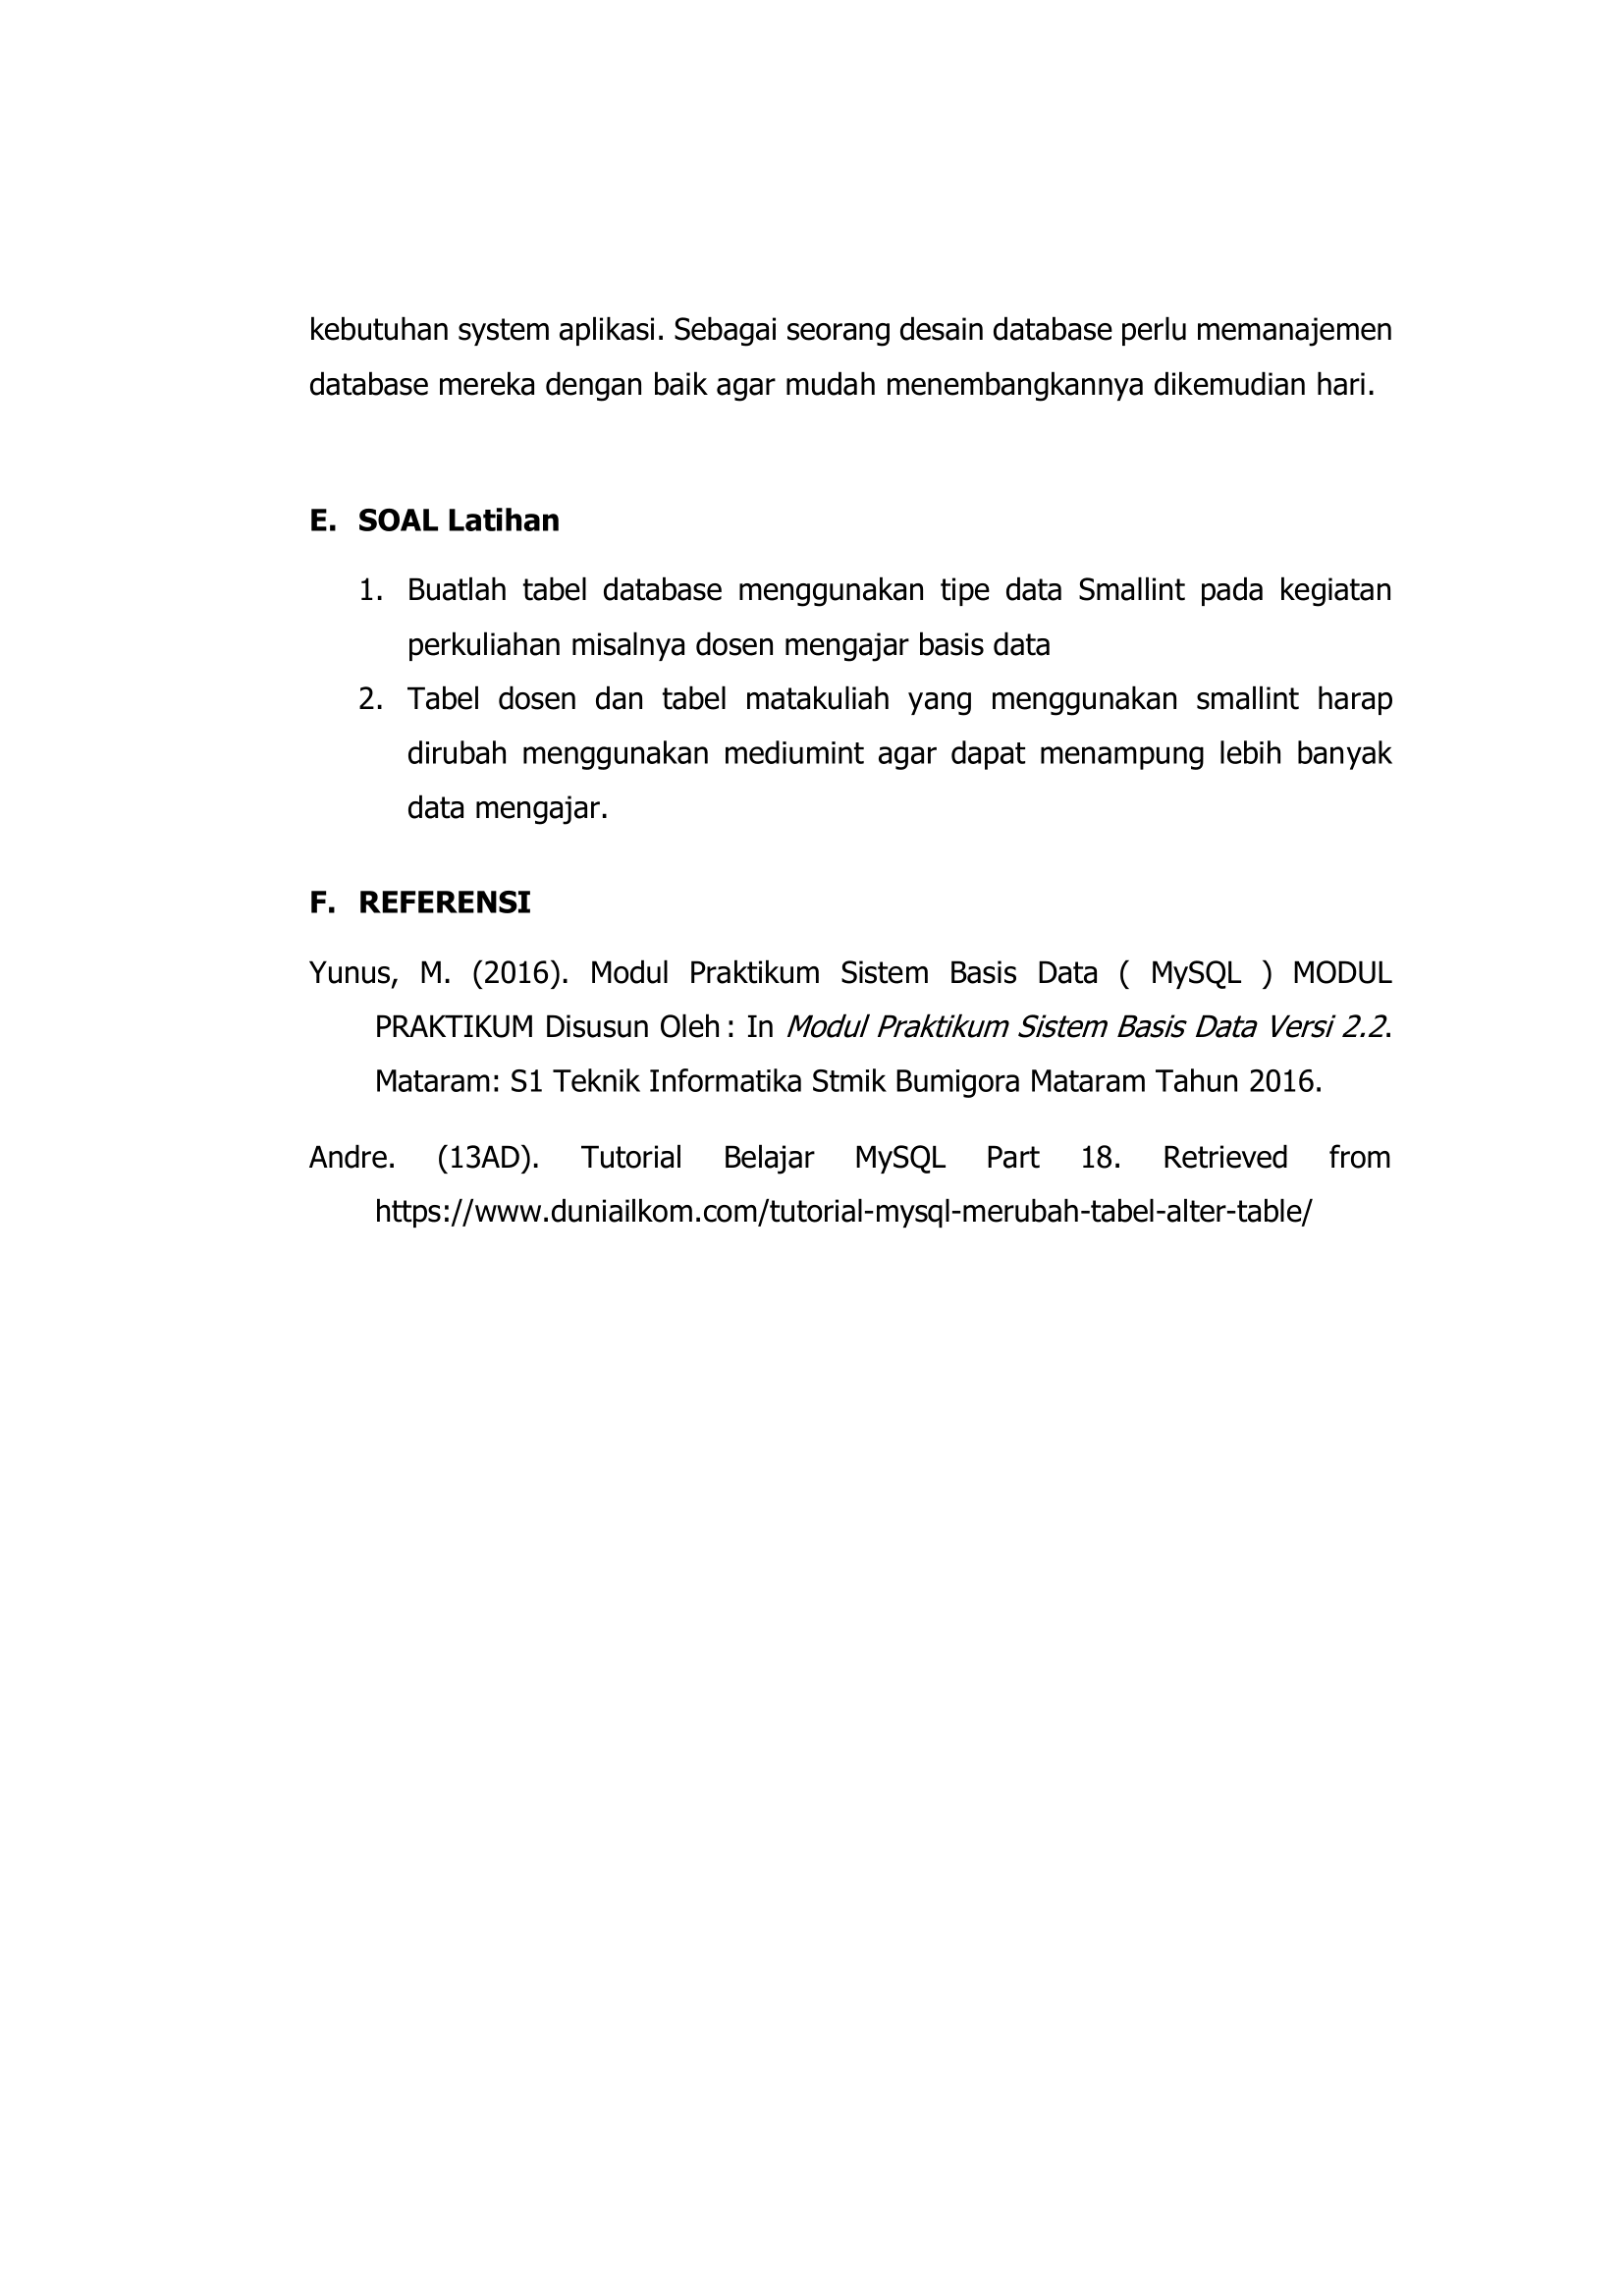 kebutuhan system aplikasi. Sebagai seorang desain database perlu memanajemen
database mereka dengan baik agar mudah menembangkannya dikemudian hari.
E. SOAL Latihan
1. Buatlah tabel database menggunakan tipe data Smallint pada kegiatan
perkuliahan misalnya dosen mengajar basis data
2. Tabel dosen dan tabel matakuliah yang menggunakan smallint harap
dirubah menggunakan mediumint agar dapat menampung lebih banyak
data mengajar.
F. REFERENSI
Yunus, M. (2016). Modul Praktikum Sistem Basis Data ( MySQL ) MODUL
PRAKTIKUM Disusun Oleh : In Modul Praktikum Sistem Basis Data Versi 2.2.
Mataram: S1 Teknik Informatika Stmik Bumigora Mataram Tahun 2016.
Andre. (13AD). Tutorial Belajar MySQL Part 18. Retrieved from
https://www.duniailkom.com/tutorial-mysql-merubah-tabel-alter-table/